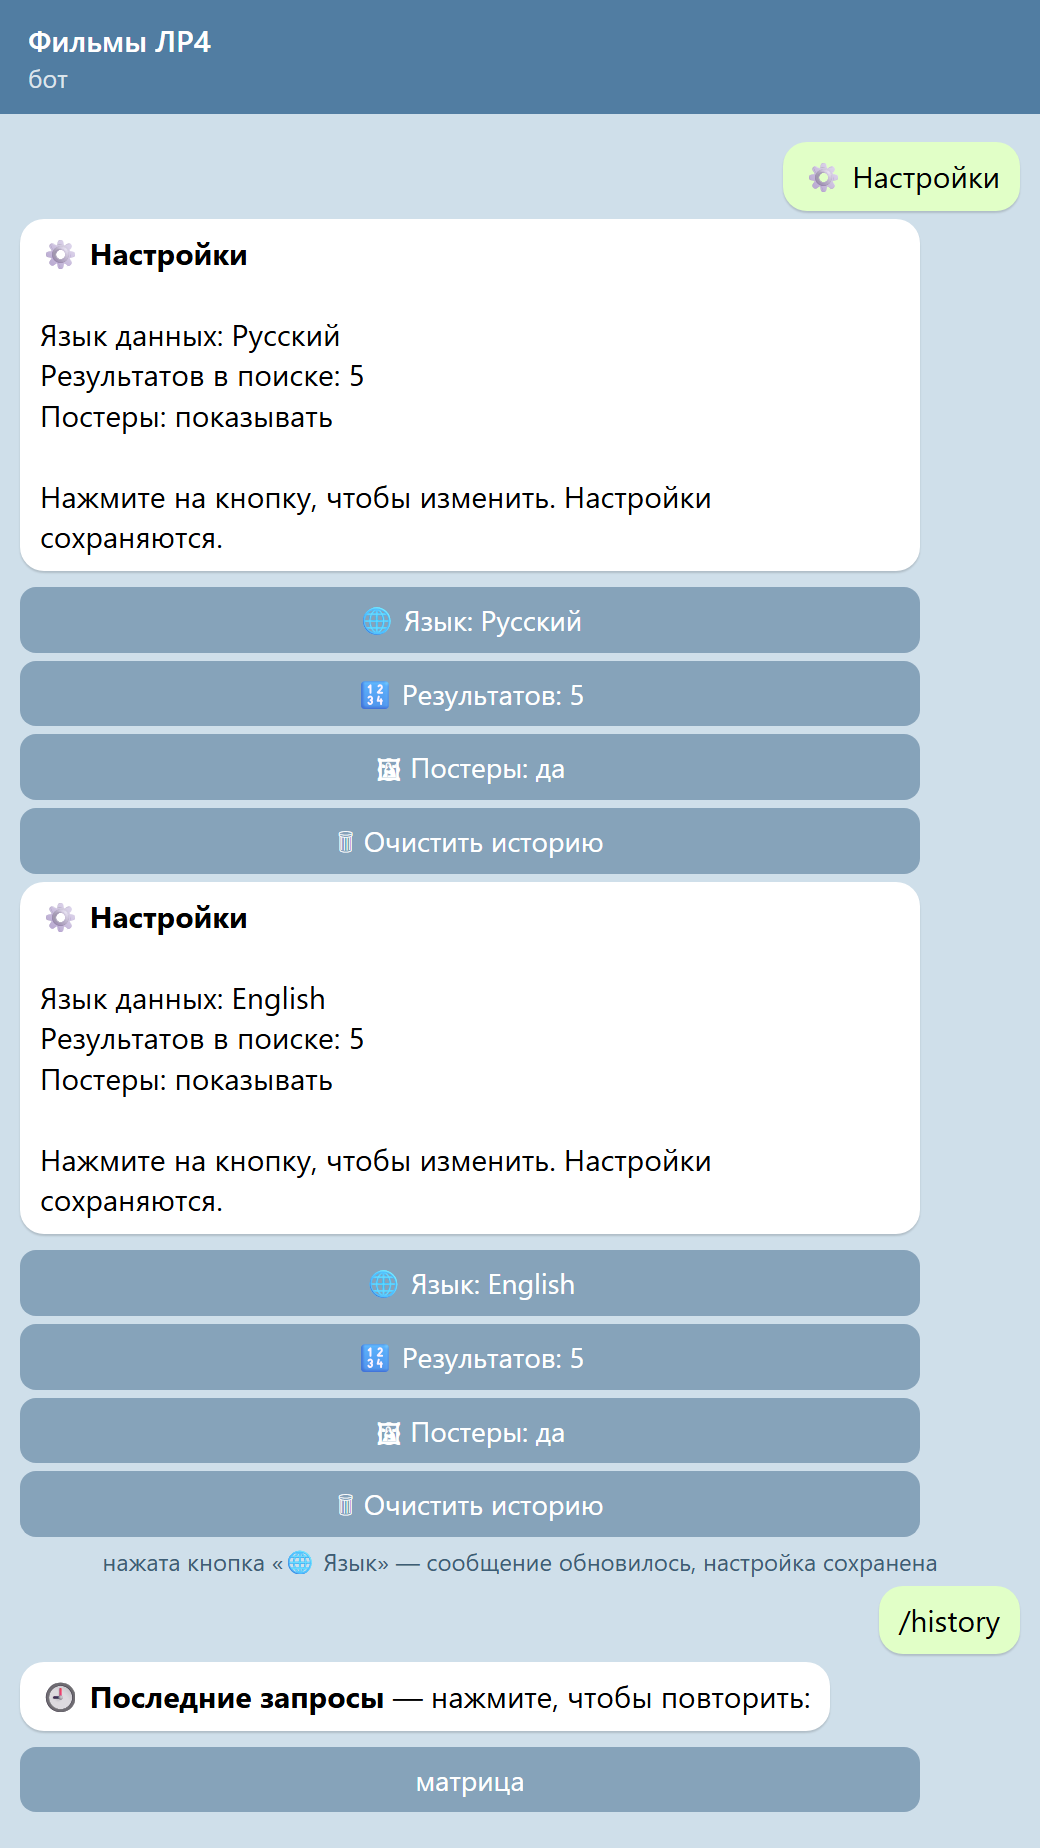 Фильмы ЛР4
бот
⚙️ Настройки
⚙️ Настройки
Язык данных: Русский
Результатов в поиске: 5
Постеры: показывать
Нажмите на кнопку, чтобы изменить. Настройки
сохраняются.
🌐 Язык: Русский
🔢 Результатов: 5
🖼 Постеры: да
🗑 Очистить историю
⚙️ Настройки
Язык данных: English
Результатов в поиске: 5
Постеры: показывать
Нажмите на кнопку, чтобы изменить. Настройки
сохраняются.
🌐 Язык: English
🔢 Результатов: 5
🖼 Постеры: да
🗑 Очистить историю
нажата кнопка «🌐 Язык» — сообщение обновилось, настройка сохранена
/history
🕘 Последние запросы — нажмите, чтобы повторить:
матрица